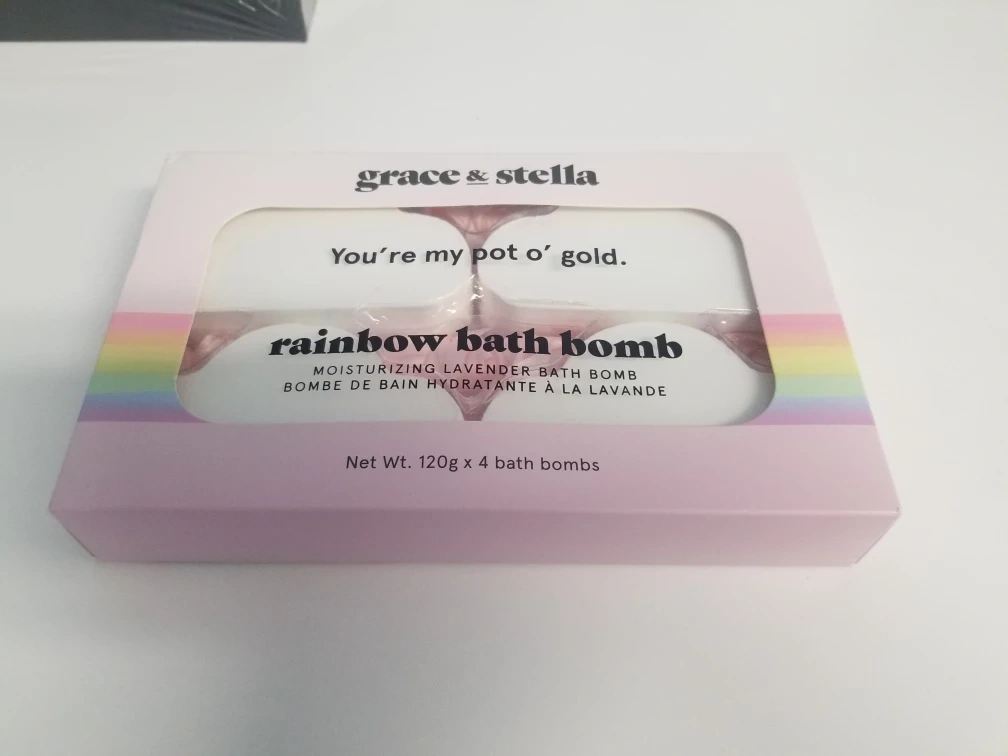 grace & stella
You're my pot o' gold.
rainbow bath bomb
MOISTURIZING LAVENDER BATH BOMB
BOMBE DE BAIN HYDRATANTE À LA LAVANDE
Net Wt. 120g x 4 bath bombs